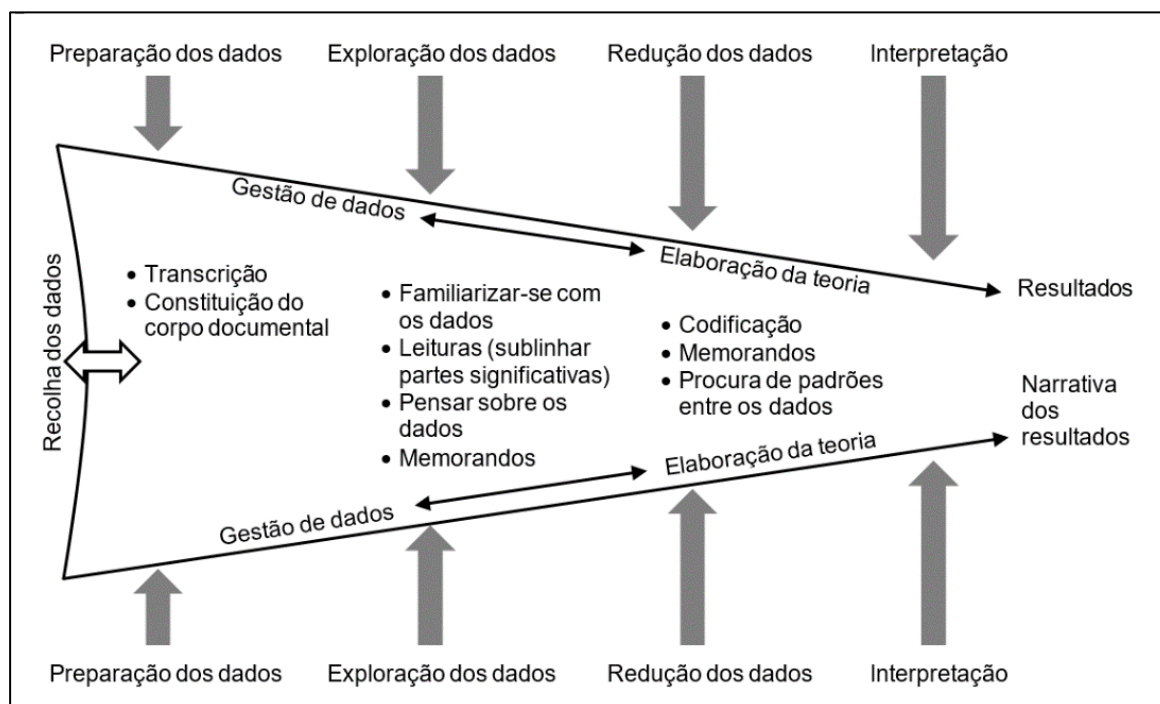 Preparação dos dados
Exploração dos dados
Redução dos dados
Interpretação
Gestão de dados
Elaboração da teoria
Recolha dos dados
• Transcrição
• Constituição do
corpo documental
• Familiarizar-se com
os dados
• Leituras (sublinhar
partes significativas)
• Pensar sobre os
dados
• Memorandos
• Codificação
• Memorandos
• Procura de padrões
entre os dados
Resultados
Narrativa
dos
resultados
Gestão de dados
Elaboração da teoria
Preparação dos dados
Exploração dos dados
Redução dos dados
Interpretação